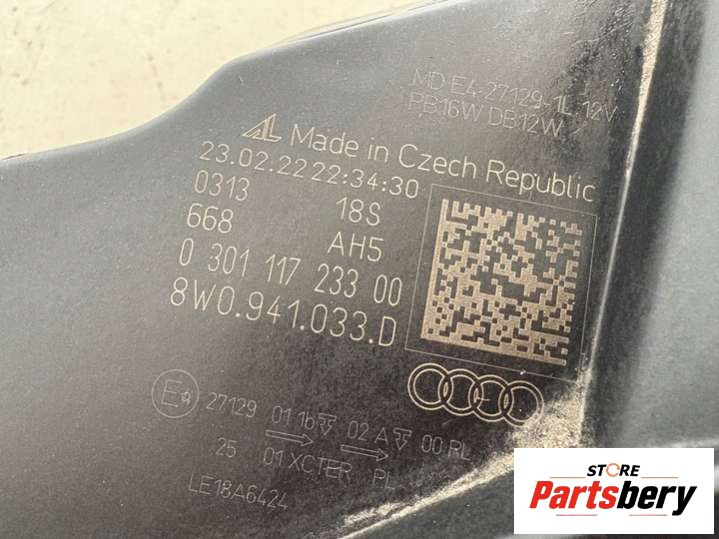 MD E4-27129-1L 12V
PB16W DB12W
AL Made in Czech Republic
23.02.22 22:34:30
0313 18S
668 AH5
0 301 117 233 00
8W0.941.033.D
E4 27129 01 1b 02 A 00 RL
25 01 XCTER PL
LE18A6424
STORE
Partsbery